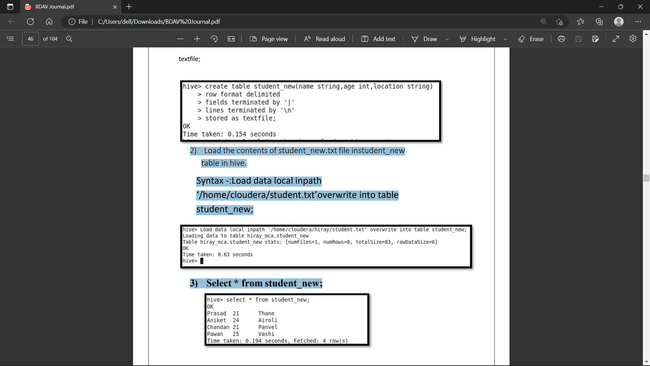 BDAV Journal.pdf
File
C:/Users/dell/Downloads/BDAV%20Journal.pdf
46 of 104
Page view
Read aloud
Add text
Draw
Highlight
Erase
textfile;
hive> create table student_new(name string,age int,location string)
> row format delimited
> fields terminated by '|'
> lines terminated by '\n'
> stored as textfile;
OK
Time taken: 0.154 seconds
2) Load the contents of student_new.txt file instudent_new
table in hive.
Syntax -:Load data local inpath
‘/home/cloudera/student.txt’overwrite into table
student_new;
hive> Load data local inpath '/home/cloudera/hiray/student.txt' overwrite into table student_new;
Loading data to table hiray_mca.student_new
Table hiray_mca.student_new stats: [numFiles=1, numRows=0, totalSize=83, rawDataSize=0]
OK
Time taken: 0.63 seconds
hive>
3) Select * from student_new;
hive> select * from student_new;
OK
Prasad 21 Thane
Aniket 24 Airoli
Chandan 21 Panvel
Pawan 25 Vashi
Time taken: 0.194 seconds, Fetched: 4 row(s)